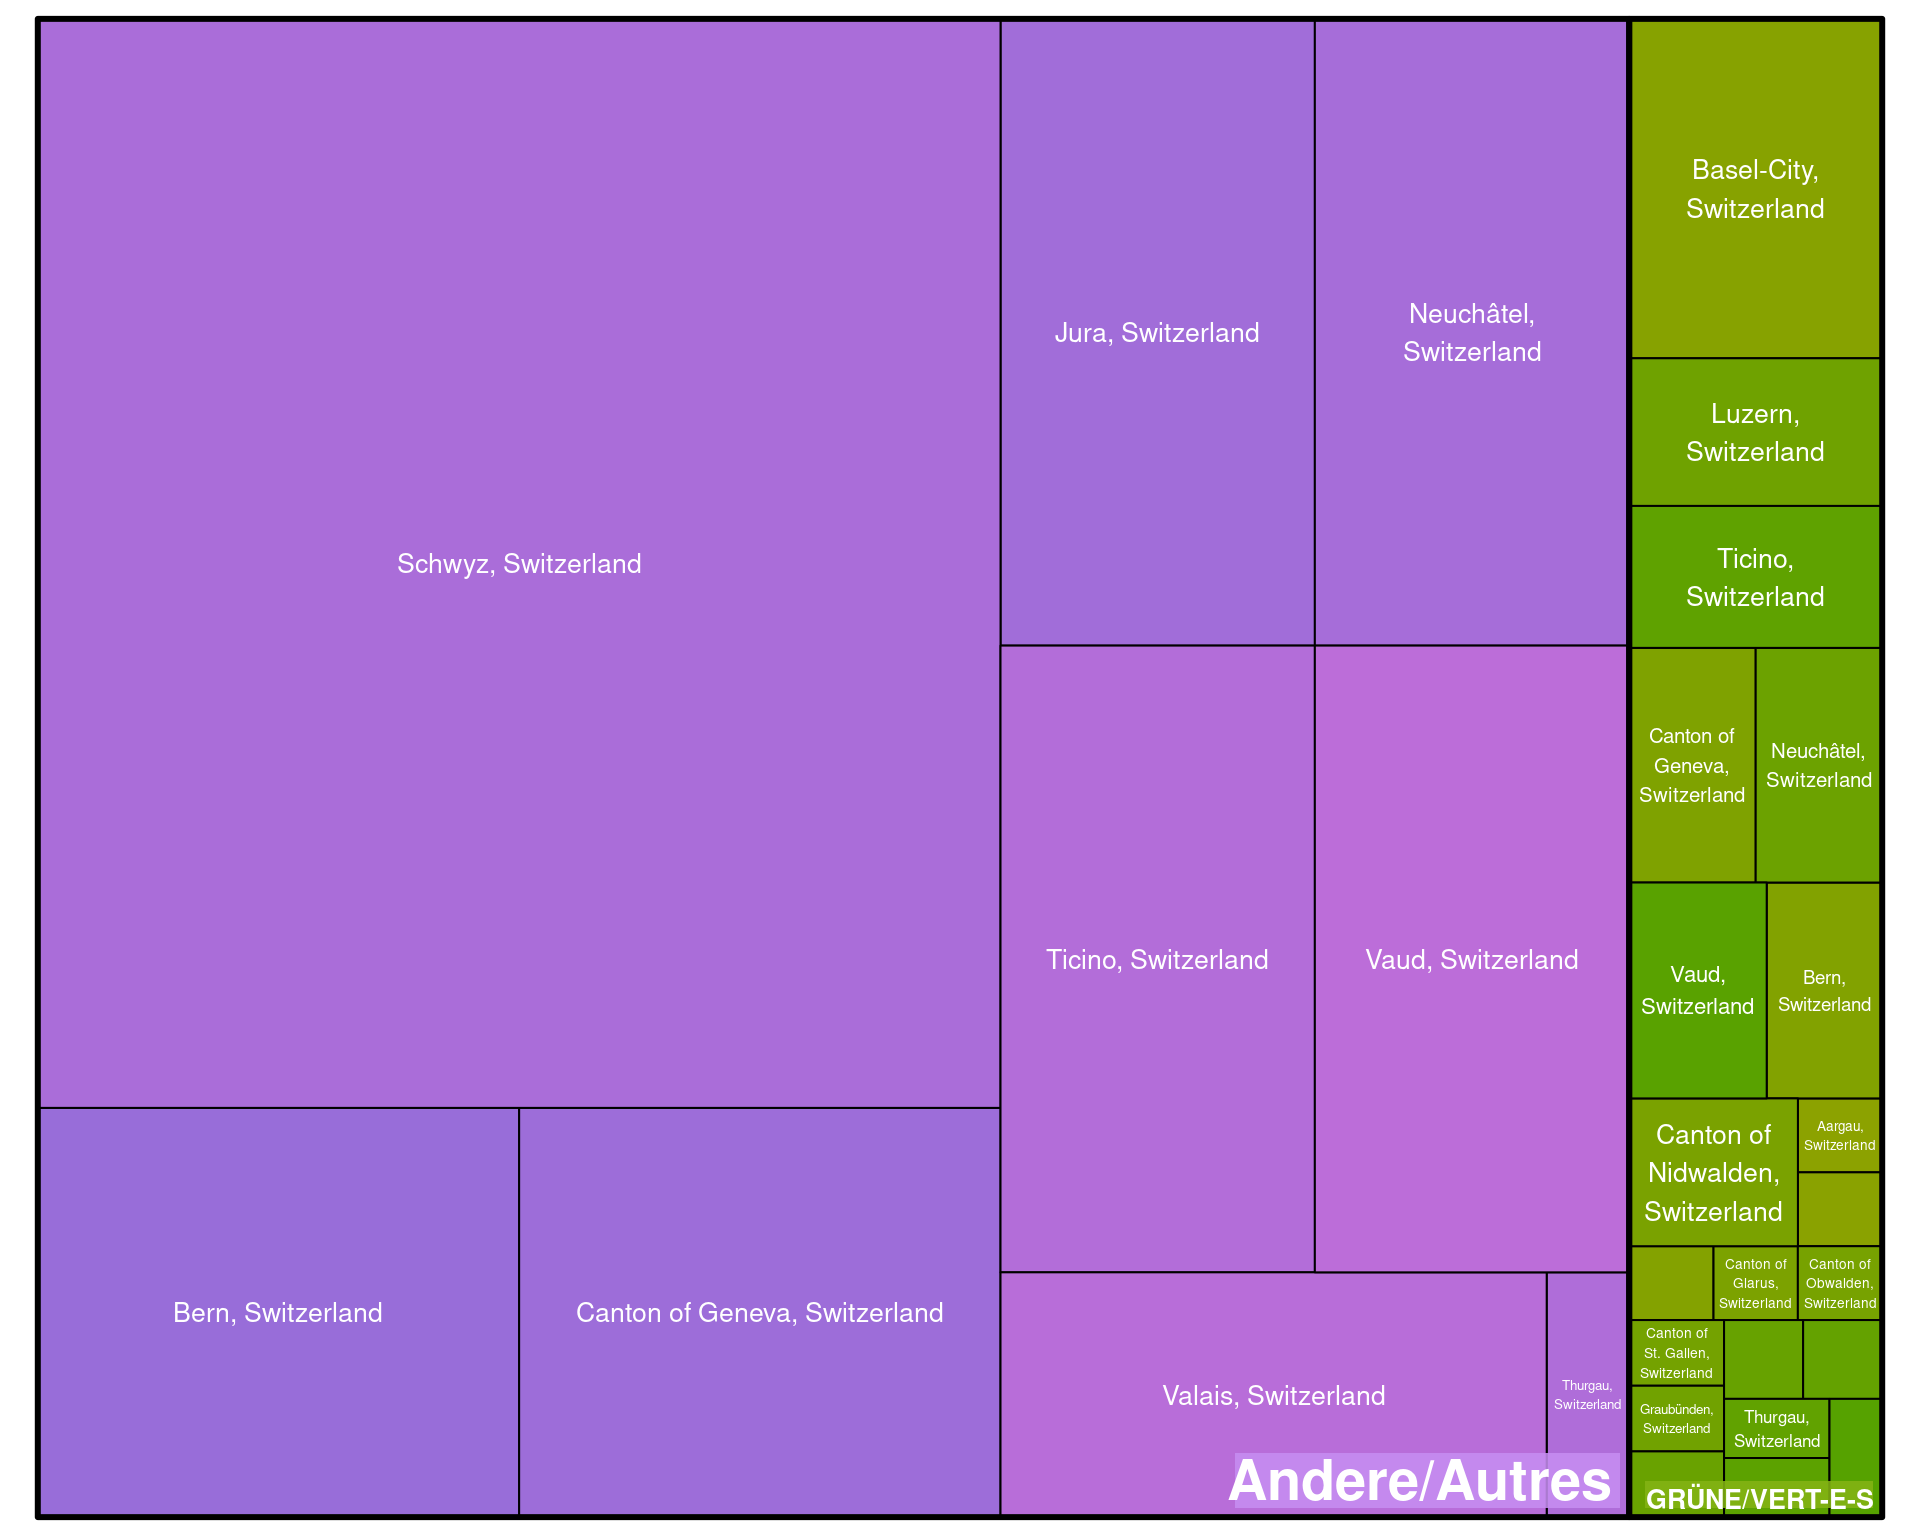 Schwyz, Switzerland
Bern, Switzerland
Canton of Geneva, Switzerland
Jura, Switzerland
Neuchâtel,
Switzerland
Ticino, Switzerland
Vaud, Switzerland
Valais, Switzerland
Thurgau,
Switzerland
Andere/Autres
Basel-City,
Switzerland
Luzern,
Switzerland
Ticino,
Switzerland
Canton of
Geneva,
Switzerland
Neuchâtel,
Switzerland
Vaud,
Switzerland
Bern,
Switzerland
Canton of
Nidwalden,
Switzerland
Aargau,
Switzerland
Canton of
Glarus,
Switzerland
Canton of
Obwalden,
Switzerland
Canton of
St. Gallen,
Switzerland
Graubünden,
Switzerland
Thurgau,
Switzerland
GRÜNE/VERT-E-S